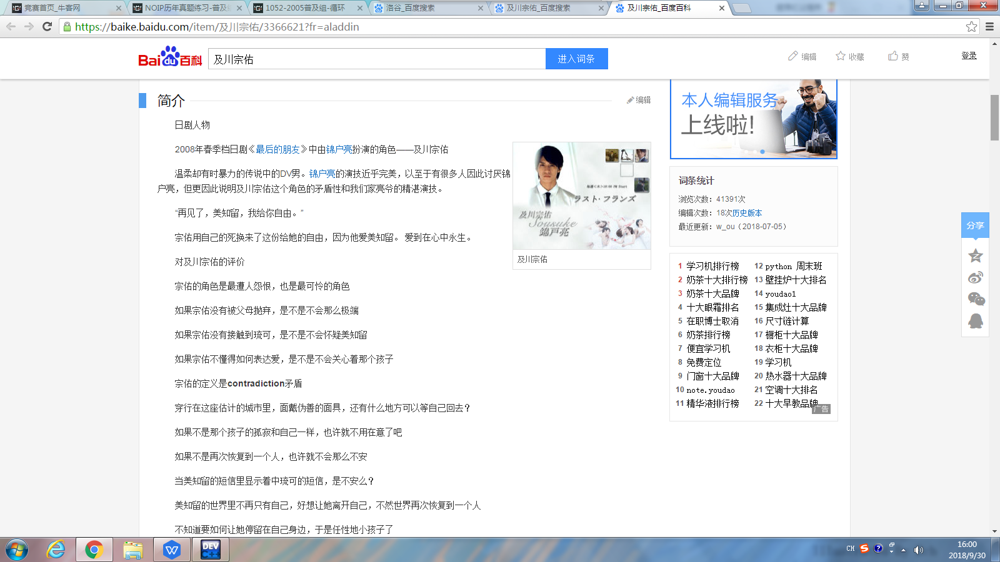 竞赛首页_牛客网
NOIP历年真题练习-普及组
1052-2005普及组-循环
洛谷_百度搜索
及川宗佑_百度搜索
及川宗佑_百度百科
https://baike.baidu.com/item/及川宗佑/3366621?fr=aladdin
Bai du 百科
及川宗佑
进入词条
编辑
收藏
赞
登录
简介
编辑
日剧人物
2008年春季档日剧《最后的朋友》中由锦户亮扮演的角色——及川宗佑
温柔却有时暴力的传说中的DV男。锦户亮的演技近乎完美，以至于有很多人因此讨厌锦
户亮，但更因此说明及川宗佑这个角色的矛盾性和我们家亮爷的精湛演技。
“再见了，美知留，我给你自由。”
宗佑用自己的死换来了这份给她的自由，因为他爱美知留。 爱到在心中永生。
对及川宗佑的评价
宗佑的角色是最遭人怨恨，也是最可怜的角色
如果宗佑没有被父母抛弃，是不是不会那么极端
如果宗佑没有接触到琉可，是不是不会怀疑美知留
如果宗佑不懂得如何表达爱，是不是不会关心着那个孩子
宗佑的定义是contradiction矛盾
穿行在这座估计的城市里，面戴伪善的面具，还有什么地方可以等自己回去？
如果不是那个孩子的孤寂和自己一样，也许就不用在意了吧
如果不是再次恢复到一个人，也许就不会那么不安
当美知留的短信里显示着中琉可的短信，是不安么？
美知留的世界里不再只有自己，好想让她离开自己，不然世界再次恢复到一个人
不知道要如何让她停留在自己身边，于是任性地小孩子了
毎週<木>10:00 PM Start
ラスト・フランズ
及川宗佑
Sousuke
錦戸亮
及川宗佑
本人编辑服务
上线啦!
词条统计
浏览次数：41391次
编辑次数：18次历史版本
最近更新：w_ou（2018-07-05）
1 学习机排行榜
2 奶茶十大排行榜
3 奶茶十大品牌
4 十大眼霜排名
5 在职博士取消
6 奶茶排行榜
7 便宜学习机
8 免费定位
9 门窗十大品牌
10 note.youdao
11 精华液排行榜
12 python 周末班
13 壁挂炉十大排名
14 youdao1
15 集成灶十大品牌
16 尺寸链计算
17 橱柜十大品牌
18 衣柜十大品牌
19 学习机
20 热水器十大品牌
21 空调十大排名
22 十大早教品牌
广告
分享
DEV
C++
CH
16:00
2018/9/30